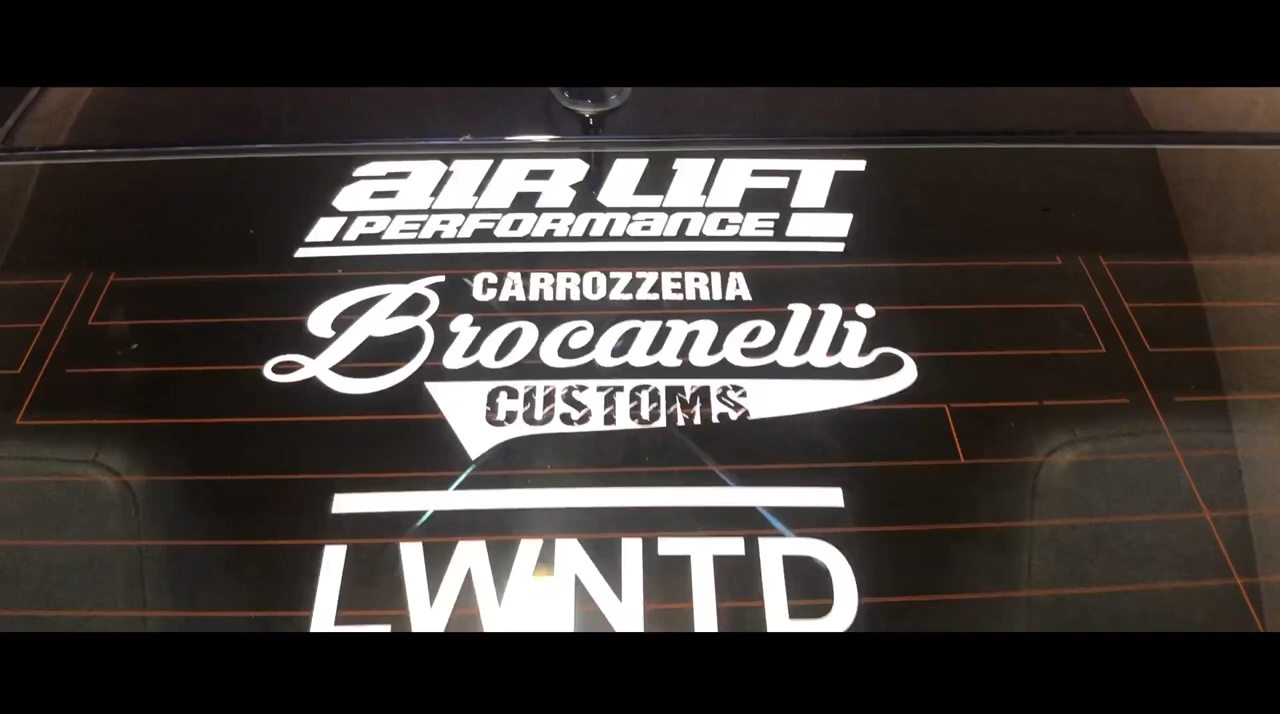 aIR LIFT
PERFORmanCE
CARROZZERIA
Brocanelli
CUSTOMS
LWNTD